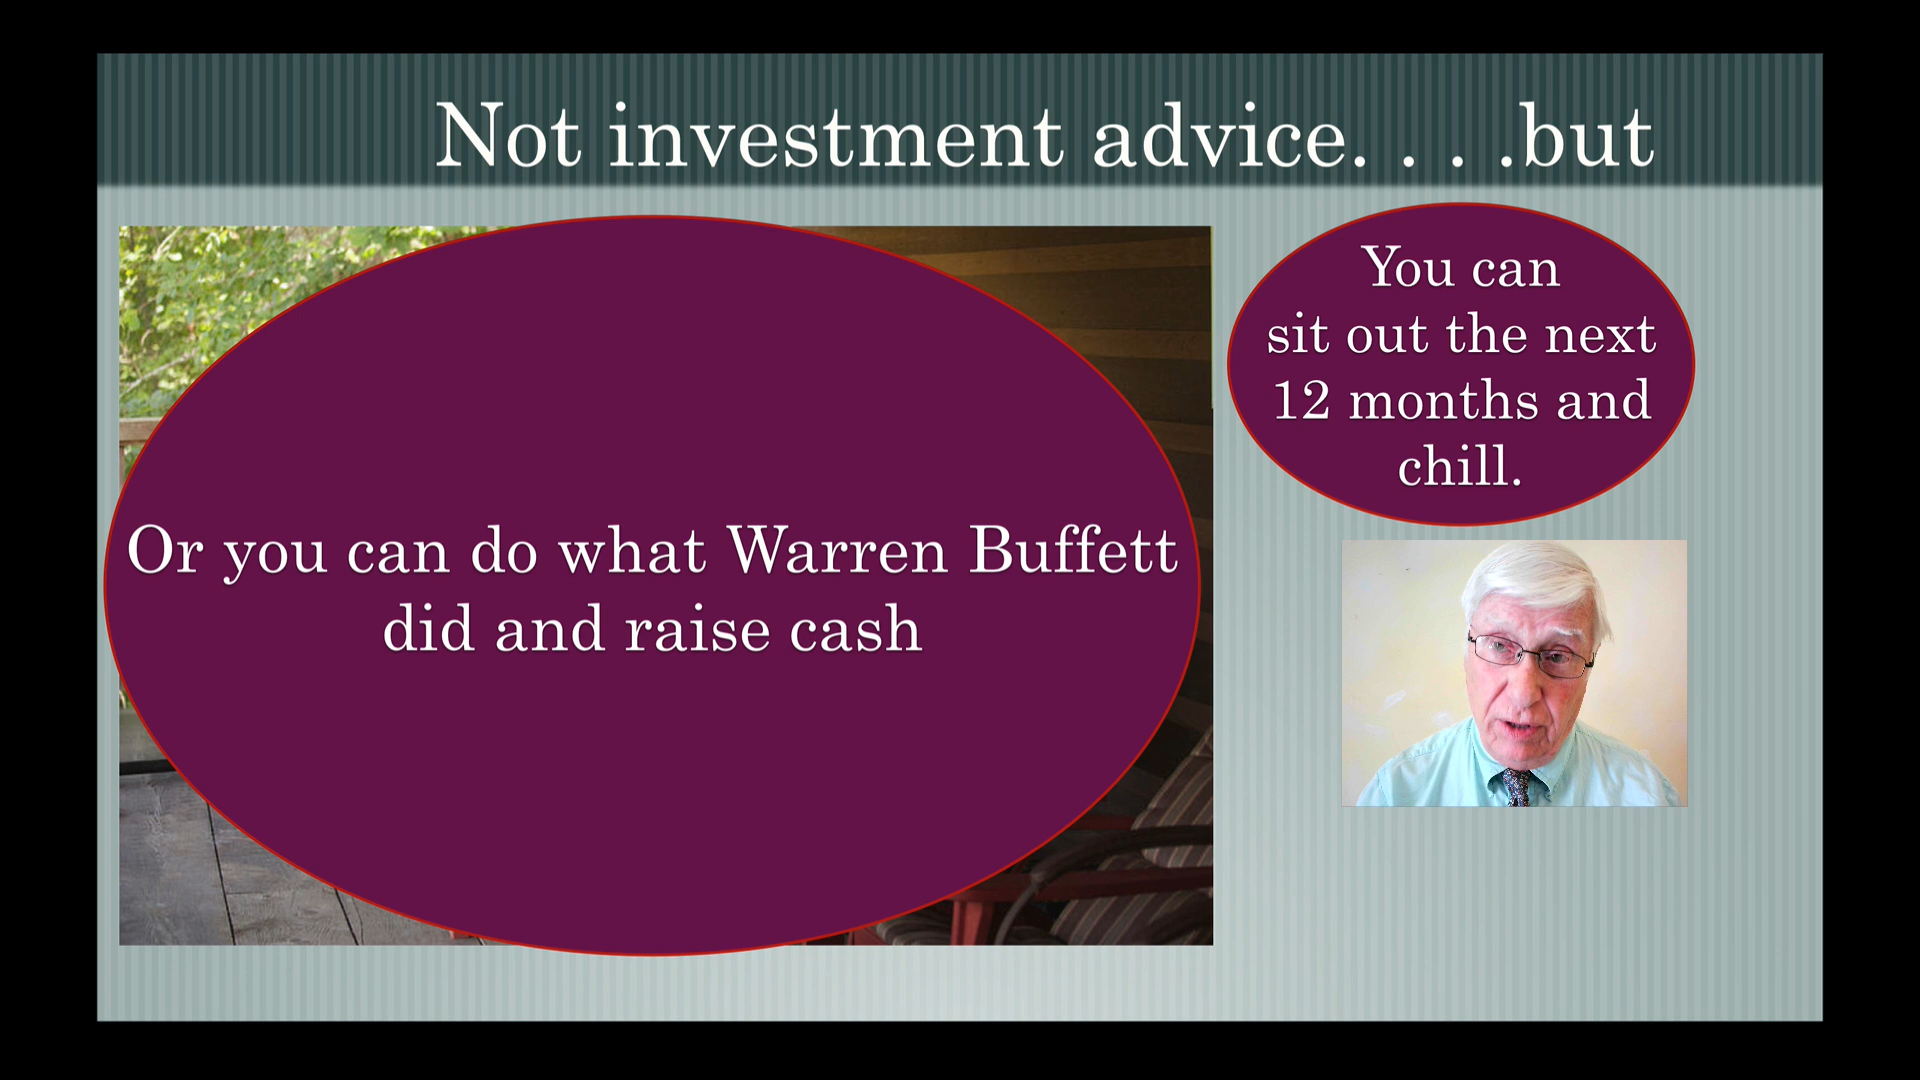 Not investment advice. . . .but
You can
sit out the next
12 months and
chill.
Or you can do what Warren Buffett
did and raise cash